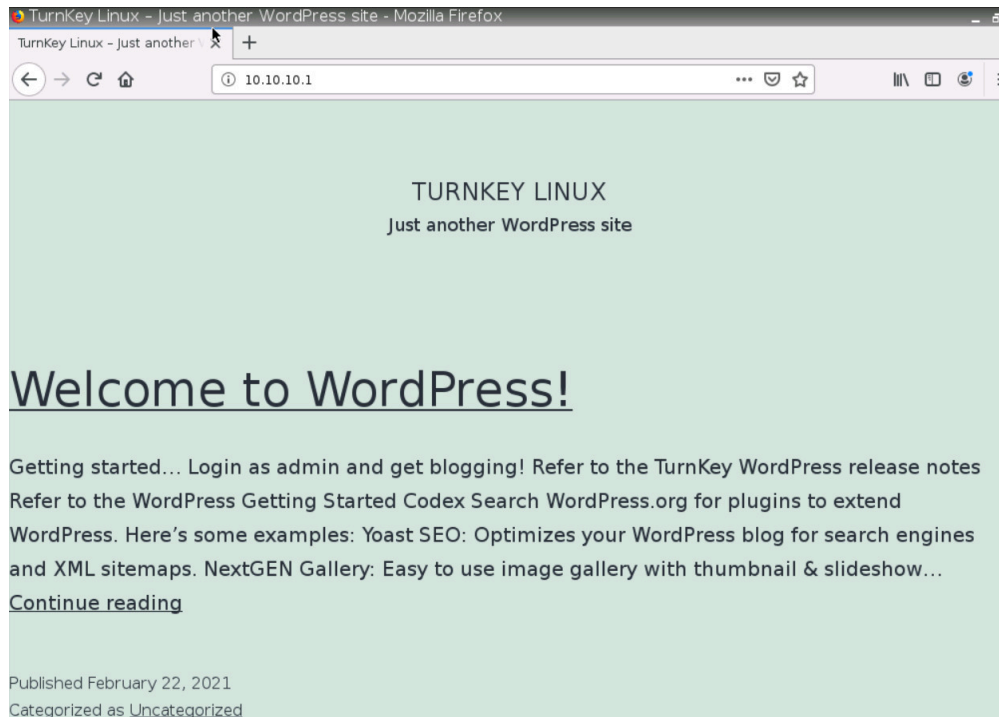 TurnKey Linux – Just another WordPress site - Mozilla Firefox
TurnKey Linux – Just another
10.10.10.1
TURNKEY LINUX
Just another WordPress site
Welcome to WordPress!
Getting started… Login as admin and get blogging! Refer to the TurnKey WordPress release notes
Refer to the WordPress Getting Started Codex Search WordPress.org for plugins to extend
WordPress. Here’s some examples: Yoast SEO: Optimizes your WordPress blog for search engines
and XML sitemaps. NextGEN Gallery: Easy to use image gallery with thumbnail & slideshow…
Continue reading
Published February 22, 2021
Categorized as Uncategorized